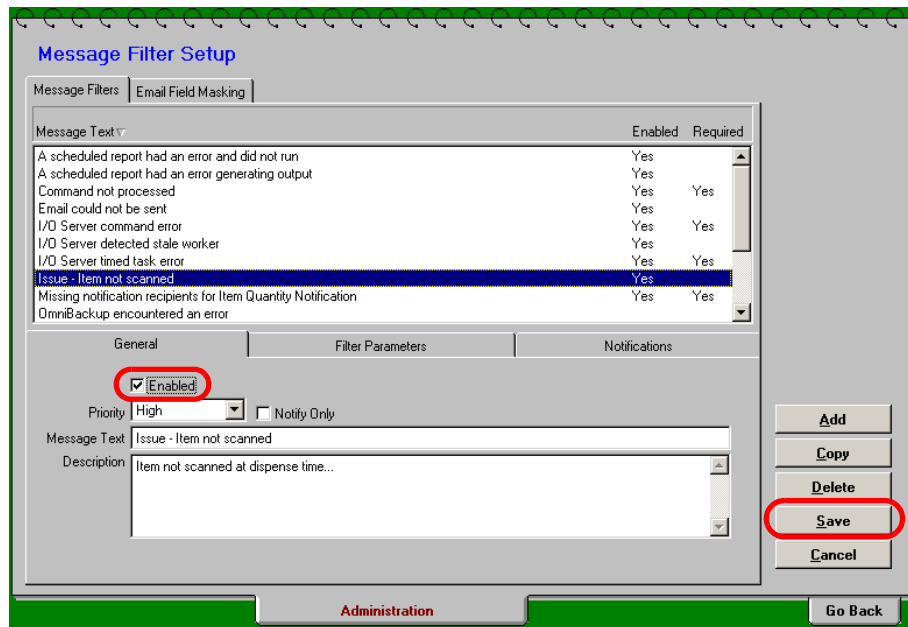 Message Filter Setup
Message Filters Email Field Masking
Message Text Enabled Required
A scheduled report had an error and did not run Yes
A scheduled report had an error generating output Yes
Command not processed Yes Yes
Email could not be sent Yes
I/O Server command error Yes Yes
I/O Server detected stale worker Yes
I/O Server timed task error Yes Yes
Issue - Item not scanned Yes
Missing notification recipients for Item Quantity Notification Yes Yes
OmniBackup encountered an error
General Filter Parameters Notifications
Enabled
Priority High Notify Only
Message Text Issue - Item not scanned
Description Item not scanned at dispense time...
Add
Copy
Delete
Save
Cancel
Administration Go Back